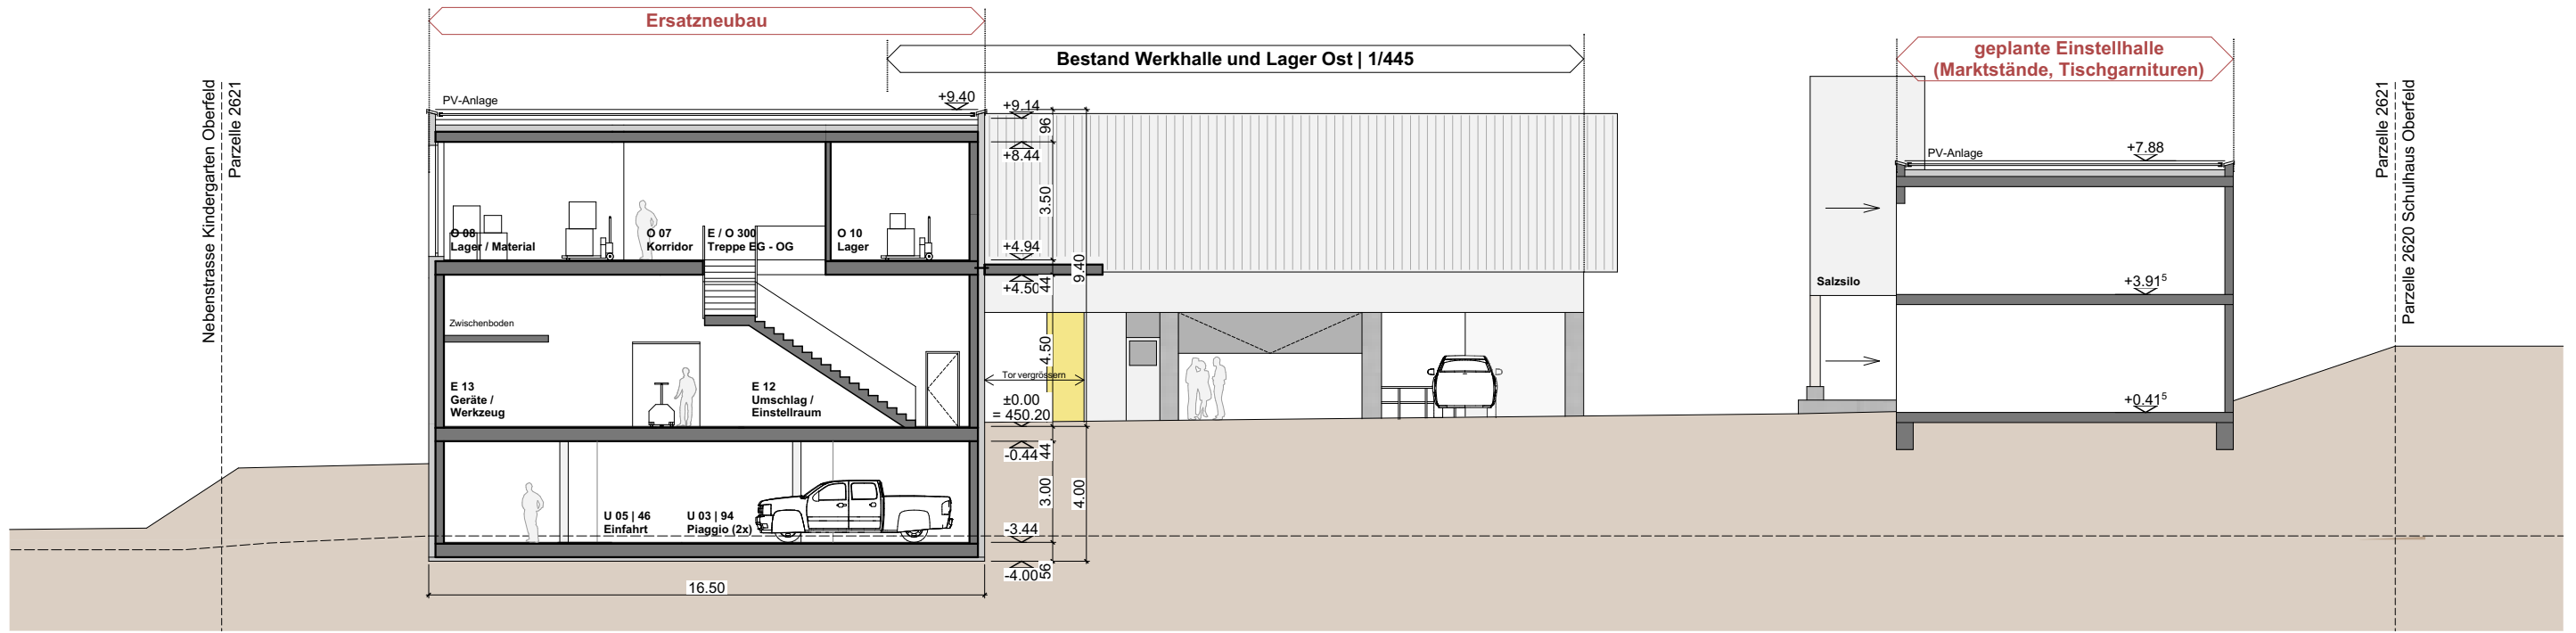 Ersatzneubau
Bestand Werkhalle und Lager Ost | 1/445
geplante Einstellhalle
(Marktstände, Tischgarnituren)
Nebenstrasse Kindergarten Oberfeld
Parzelle 2621
PV-Anlage
+9.40
+9.14
96
+8.44
3.50
O 08
Lager / Material
O 07
Korridor
E / O 300
Treppe EG - OG
O 10
Lager
+4.94
9.40
+4.50
44
Zwischenboden
4.50
Tor vergrössern
E 13
Geräte /
Werkzeug
E 12
Umschlag /
Einstellraum
±0.00
= 450.20
-0.44
44
3.00
4.00
U 05 | 46
Einfahrt
U 03 | 94
Piaggio (2x)
-3.44
-4.00
56
16.50
Salzsilo
PV-Anlage
+7.88
+3.91⁵
+0.41⁵
Parzelle 2621
Parzelle 2620 Schulhaus Oberfeld